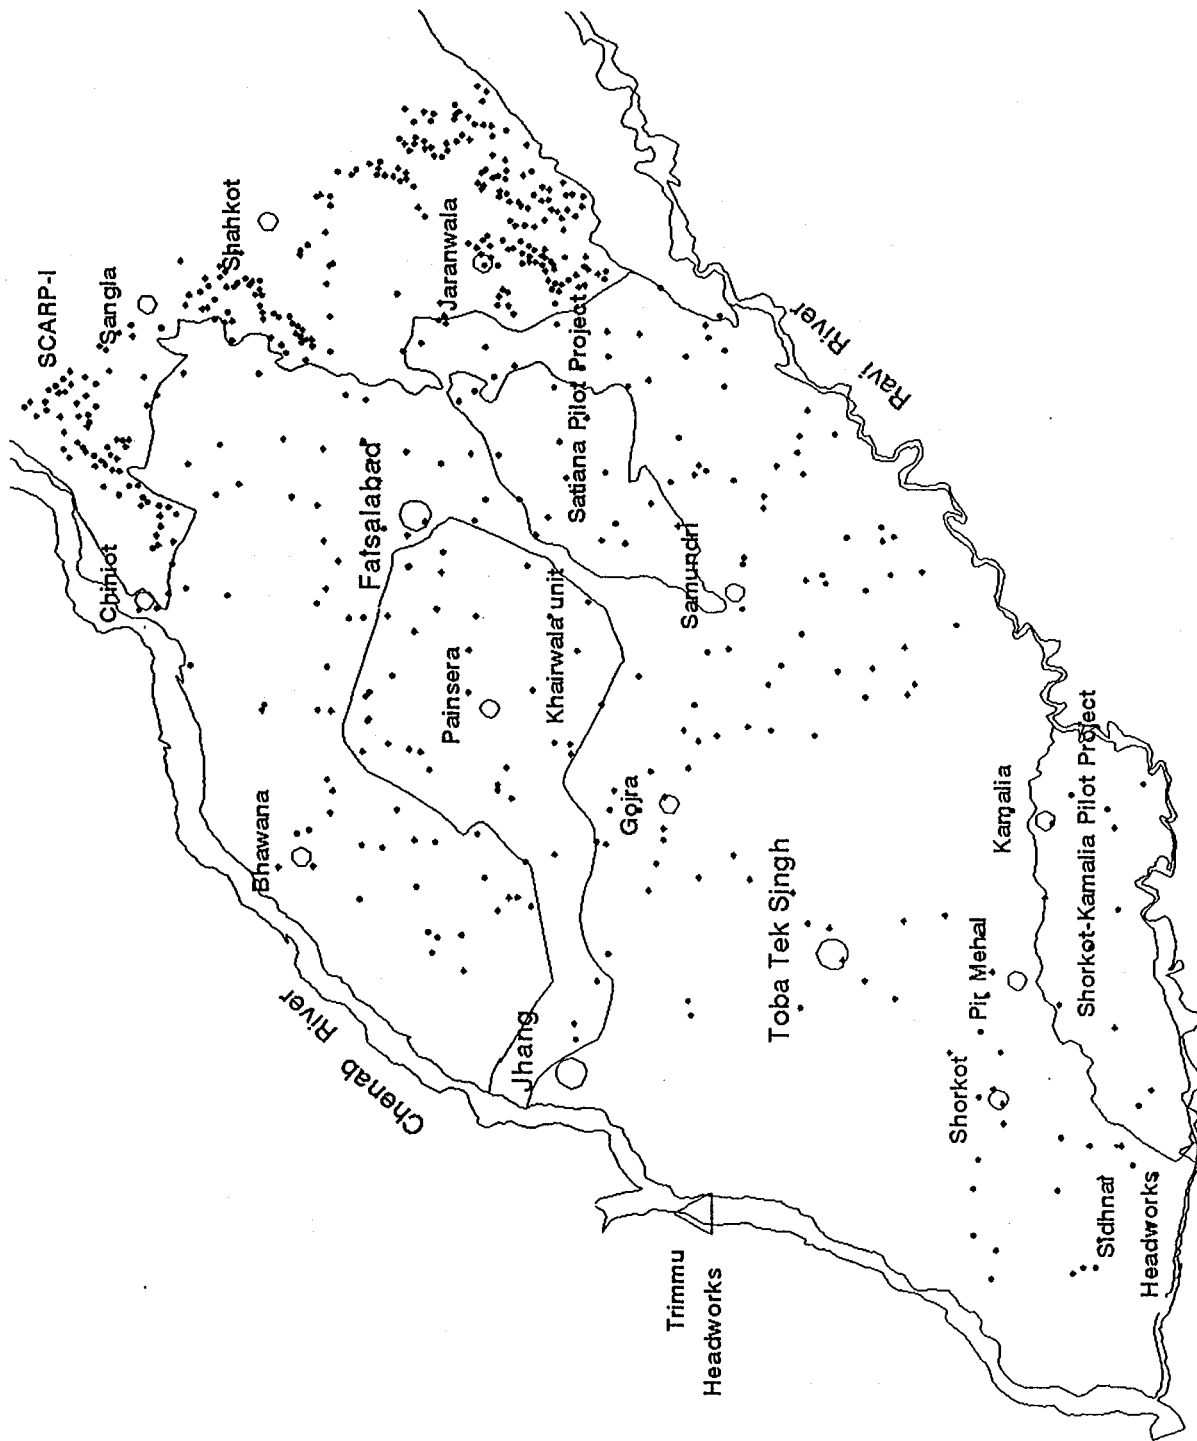 SCARP-I
Sangla
Shahkot
Chiniot
Jaranwala
Faisalabad
Satiana Pilot Project
Ravi River
Bhawana
Painsera
Khairwala unit
Samundri
Chenab River
Gojra
Jhang
Toba Tek Singh
Kamalia
Pir Mehal
Shorkot-Kamalia Pilot Project
Shorkot
Trimmu
Headworks
Sidhnai
Headworks